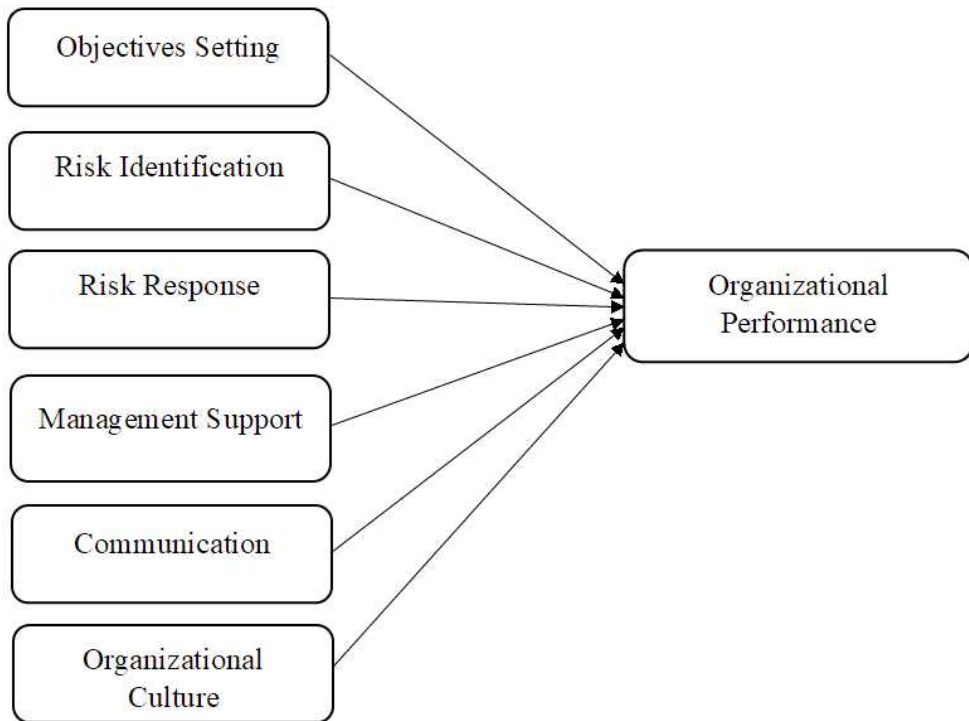 Objectives Setting
Risk Identification
Risk Response
Management Support
Communication
Organizational
Culture
Organizational
Performance